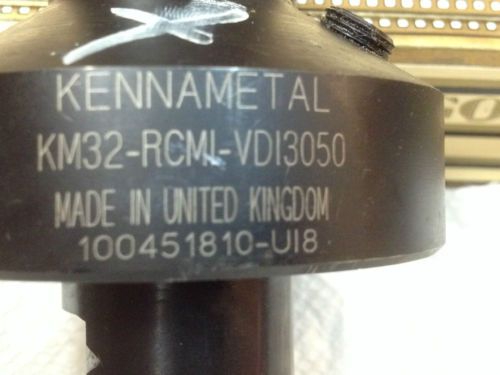 KENNAMETAL
KM32-RCMI-VDI3050
MADE IN UNITED KINGDOM
100451810-UI8